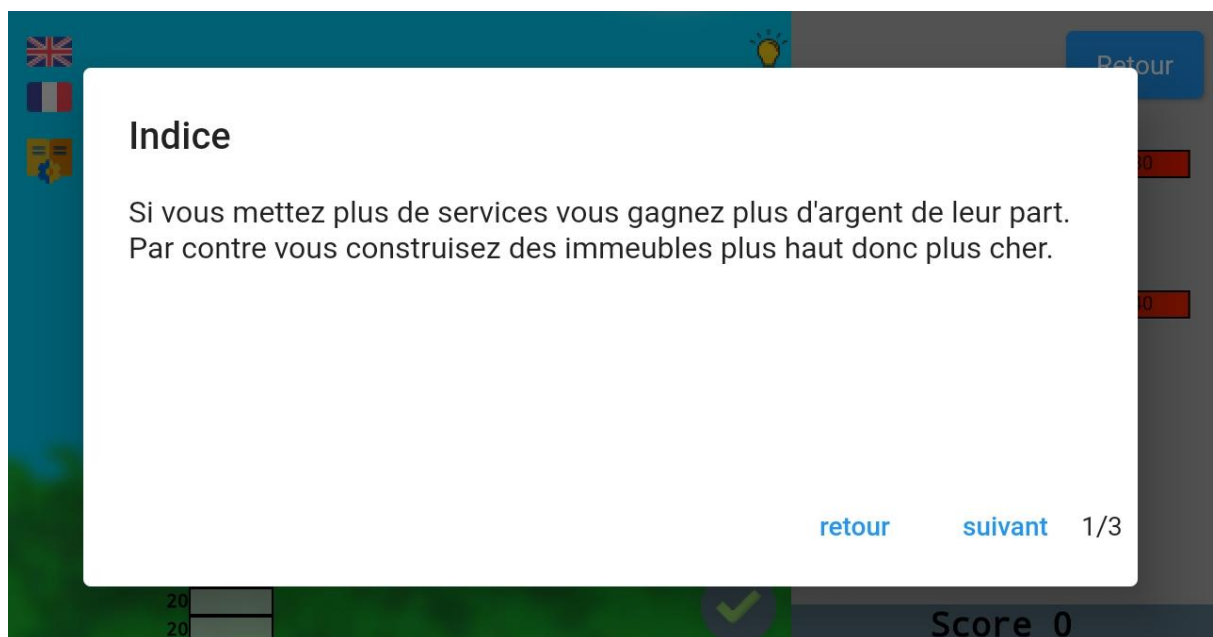 Retour
Indice
Si vous mettez plus de services vous gagnez plus d'argent de leur part.
Par contre vous construisez des immeubles plus haut donc plus cher.
retour suivant 1/3
20
20
Score 0